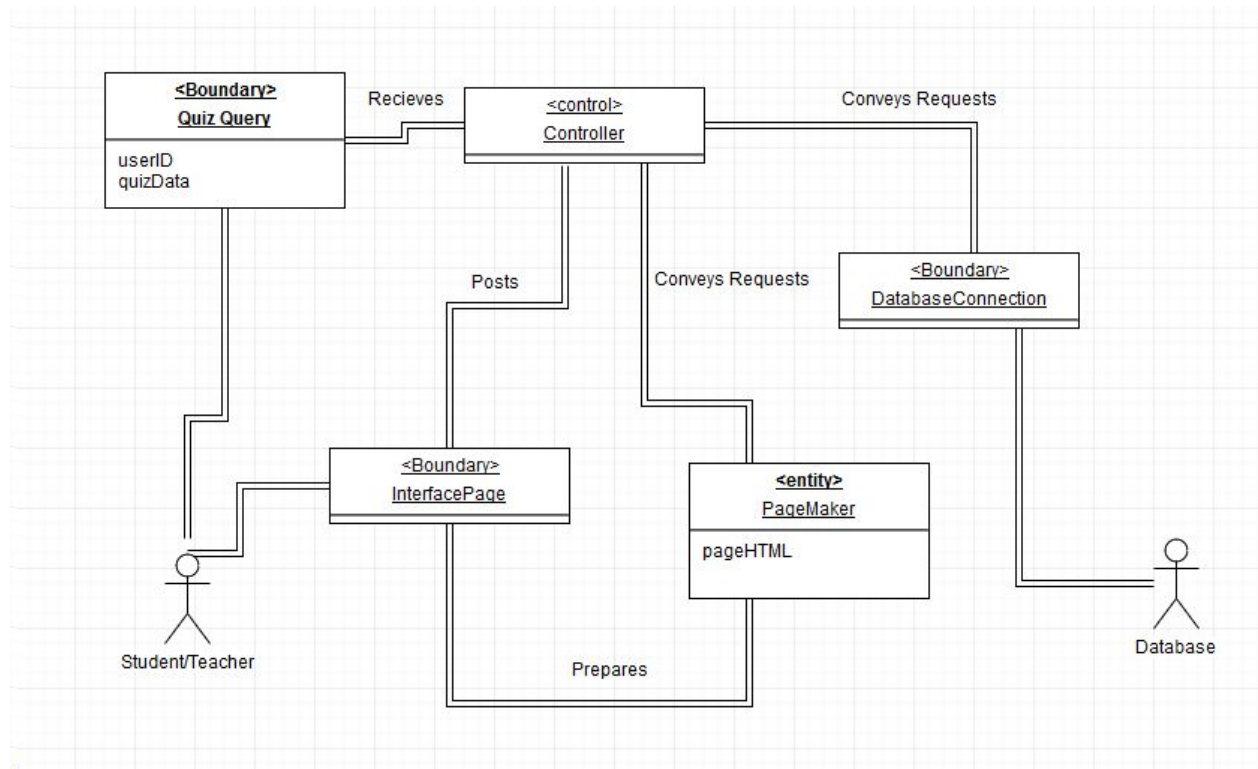 <Boundary>
Quiz Query
userID
quizData
Recieves
<control>
Controller
Conveys Requests
Posts
Conveys Requests
<Boundary>
DatabaseConnection
<Boundary>
InterfacePage
<entity>
PageMaker
pageHTML
Student/Teacher
Prepares
Database